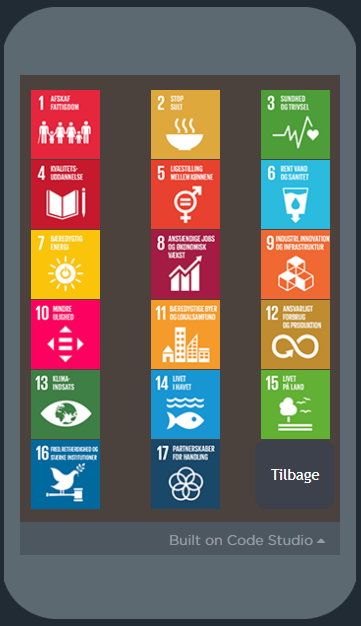 1 AFSKAF
FATTIGDOM
2 STOP
SULT
3 SUNDHED
OG TRIVSEL
4 KVALITETS-
UDDANNELSE
5 LIGESTILLING
MELLEM KØNNENE
6 RENT VAND
OG SANITET
7 BÆREDYGTIG
ENERGI
8 ANSTÆNDIGE JOBS
OG ØKONOMISK
VÆKST
9 INDUSTRI, INNOVATION
OG INFRASTRUKTUR
10 MINDRE
ULIGHED
11 BÆREDYGTIGE BYER
OG LOKALSAMFUND
12 ANSVARLIGT
FORBRUG
OG PRODUKTION
13 KLIMA-
INDSATS
14 LIVET
I HAVET
15 LIVET
PÅ LAND
16 FRED, RETFÆRDIGHED OG
STÆRKE INSTITUTIONER
17 PARTNERSKABER
FOR HANDLING
Tilbage
Built on Code Studio